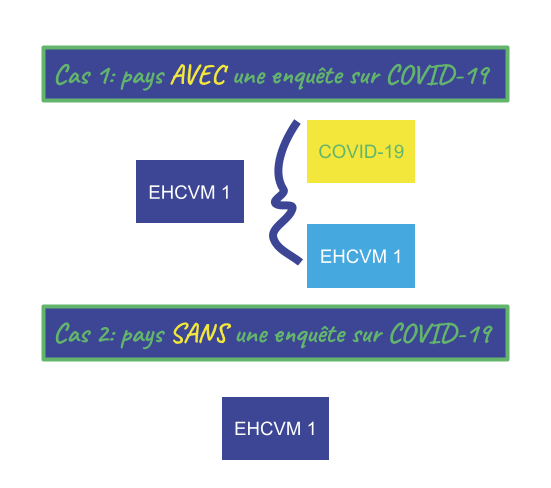 Cas 1: pays AVEC une enquête sur COVID-19
COVID-19
EHCVM 1
EHCVM 1
Cas 2: pays SANS une enquête sur COVID-19
EHCVM 1